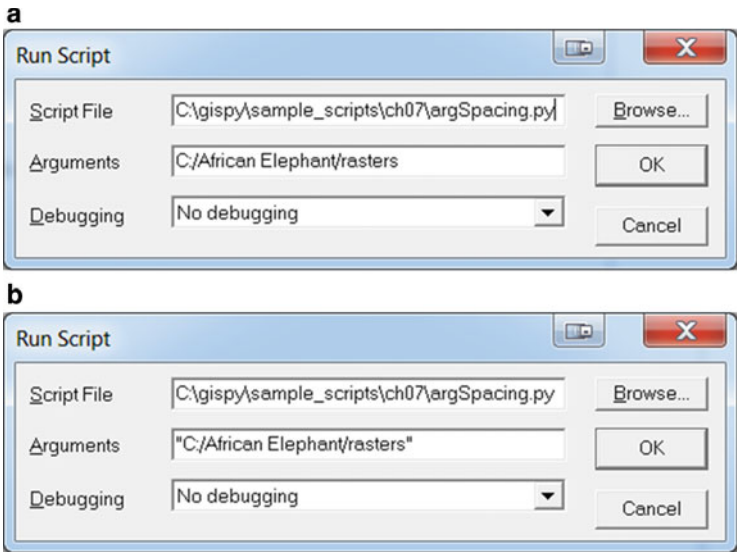 a
Run Script
Script File C:\gispy\sample_scripts\ch07\argSpacing.py Browse...
Arguments C:/African Elephant/rasters OK
Debugging No debugging Cancel
b
Run Script
Script File C:\gispy\sample_scripts\ch07\argSpacing.py Browse...
Arguments "C:/African Elephant/rasters" OK
Debugging No debugging Cancel